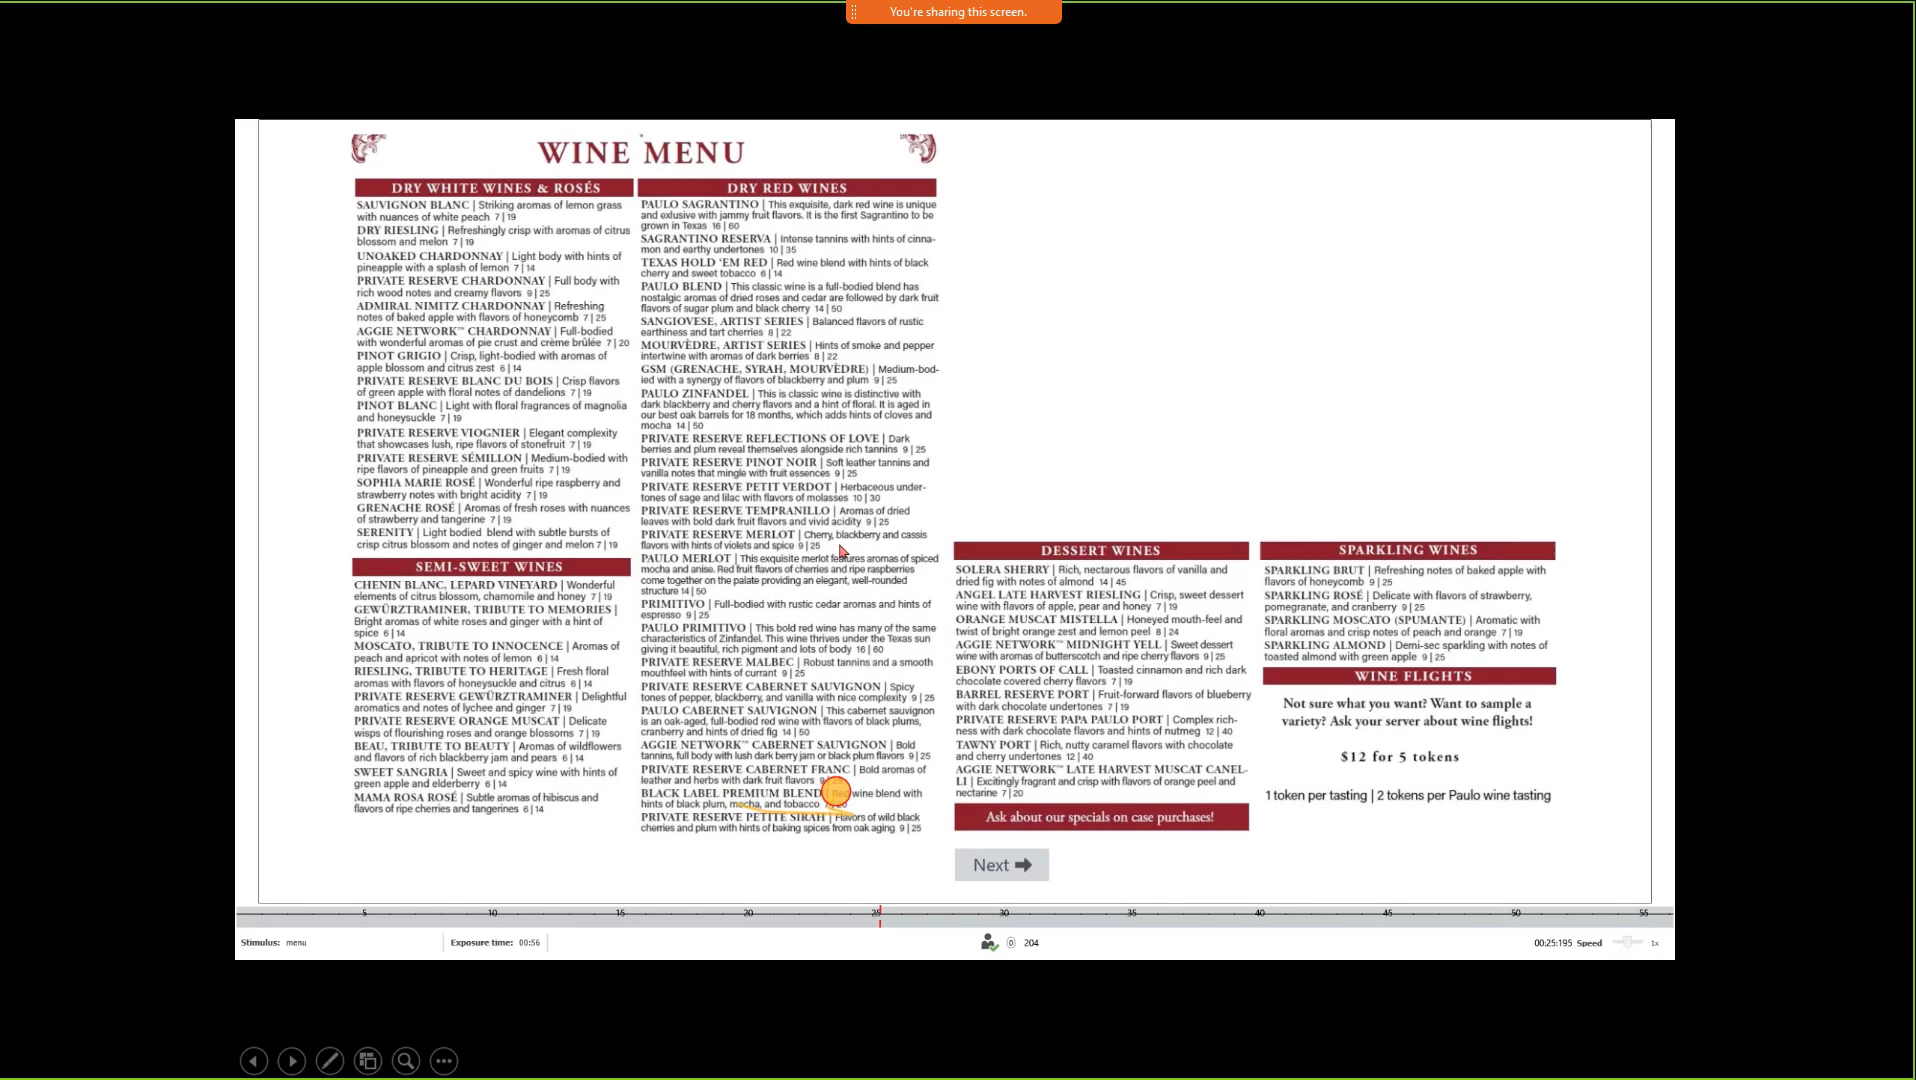 You're sharing this screen.
WINE MENU
DRY WHITE WINES & ROSÉS
SAUVIGNON BLANC | Striking aromas of lemon grass
with nuances of white peach 7 | 19
DRY RIESLING | Refreshingly crisp with aromas of citrus
blossom and melon 7 | 19
UNOAKED CHARDONNAY | Light body with hints of
pineapple with a splash of lemon 7 | 14
PRIVATE RESERVE CHARDONNAY | Full body with
rich wood notes and creamy flavors 9 | 25
ADMIRAL NIMITZ CHARDONNAY | Refreshing
notes of baked apple with flavors of honeycomb 7 | 25
AGGIE NETWORK™ CHARDONNAY | Full-bodied
with wonderful aromas of pie crust and crème brûlée 7 | 20
PINOT GRIGIO | Crisp, light-bodied with aromas of
apple blossom and citrus zest 6 | 14
PRIVATE RESERVE BLANC DU BOIS | Crisp flavors
of green apple with floral notes of dandelions 7 | 19
PINOT BLANC | Light with floral fragrances of magnolia
and honeysuckle 7 | 19
PRIVATE RESERVE VIOGNIER | Elegant complexity
that showcases lush, ripe flavors of stonefruit 7 | 19
PRIVATE RESERVE SÉMILLON | Medium-bodied with
ripe flavors of pineapple and green fruits 7 | 19
SOPHIA MARIE ROSÉ | Wonderful ripe raspberry and
strawberry notes with bright acidity 7 | 19
GRENACHE ROSÉ | Aromas of fresh roses with nuances
of strawberry and tangerine 7 | 19
SERENITY | Light bodied blend with subtle bursts of
crisp citrus blossom and notes of ginger and melon 7 | 19
SEMI-SWEET WINES
CHENIN BLANC, LEPARD VINEYARD | Wonderful
elements of citrus blossom, chamomile and honey 7 | 19
GEWÜRZTRAMINER, TRIBUTE TO MEMORIES |
Bright aromas of white roses and ginger with a hint of
spice 6 | 14
MOSCATO, TRIBUTE TO INNOCENCE | Aromas of
peach and apricot with notes of lemon 6 | 14
RIESLING, TRIBUTE TO HERITAGE | Fresh floral
aromas with flavors of honeysuckle and citrus 6 | 14
PRIVATE RESERVE GEWÜRZTRAMINER | Delightful
aromatics and notes of lychee and ginger 7 | 19
PRIVATE RESERVE ORANGE MUSCAT | Delicate
wisps of flourishing roses and orange blossoms 7 | 19
BEAU, TRIBUTE TO BEAUTY | Aromas of wildflowers
and flavors of rich blackberry jam and pears 6 | 14
SWEET SANGRIA | Sweet and spicy wine with hints of
green apple and elderberry 6 | 14
MAMA ROSA ROSÉ | Subtle aromas of hibiscus and
flavors of ripe cherries and tangerines 6 | 14
DRY RED WINES
PAULO SAGRANTINO | This exquisite, dark red wine is unique
and exlusive with jammy fruit flavors. It is the first Sagrantino to be
grown in Texas 16 | 60
SAGRANTINO RESERVA | Intense tannins with hints of cinna-
mon and earthy undertones 10 | 35
TEXAS HOLD 'EM RED | Red wine blend with hints of black
cherry and sweet tobacco 6 | 14
PAULO BLEND | This classic wine is a full-bodied blend has
nostalgic aromas of dried roses and cedar are followed by dark fruit
flavors of sugar plum and black cherry 14 | 50
SANGIOVESE, ARTIST SERIES | Balanced flavors of rustic
earthiness and tart cherries 8 | 22
MOURVÈDRE, ARTIST SERIES | Hints of smoke and pepper
intertwine with aromas of dark berries 8 | 22
GSM (GRENACHE, SYRAH, MOURVÈDRE) | Medium-bod-
ied with a synergy of flavors of blackberry and plum 9 | 25
PAULO ZINFANDEL | This is classic wine is distinctive with
dark blackberry and cherry flavors and a hint of floral. It is aged in
our best oak barrels for 18 months, which adds hints of cloves and
mocha 14 | 50
PRIVATE RESERVE REFLECTIONS OF LOVE | Dark
berries and plum reveal themselves alongside rich tannins 9 | 25
PRIVATE RESERVE PINOT NOIR | Soft leather tannins and
vanilla notes that mingle with fruit essences 9 | 25
PRIVATE RESERVE PETIT VERDOT | Herbaceous under-
tones of sage and lilac with flavors of molasses 10 | 30
PRIVATE RESERVE TEMPRANILLO | Aromas of dried
leaves with bold dark fruit flavors and vivid acidity 9 | 25
PRIVATE RESERVE MERLOT | Cherry, blackberry and cassis
flavors with hints of violets and spice 9 | 25
PAULO MERLOT | This exquisite merlot features aromas of spiced
mocha and anise. Red fruit flavors of cherries and ripe raspberries
come together on the palate providing an elegant, well-rounded
structure 14 | 50
PRIMITIVO | Full-bodied with rustic cedar aromas and hints of
espresso 9 | 25
PAULO PRIMITIVO | This bold red wine has many of the same
characteristics of Zinfandel. This wine thrives under the Texas sun
giving it beautiful, rich pigment and lots of body 16 | 60
PRIVATE RESERVE MALBEC | Robust tannins and a smooth
mouthfeel with hints of currant 9 | 25
PRIVATE RESERVE CABERNET SAUVIGNON | Spicy
tones of pepper, blackberry, and vanilla with nice complexity 9 | 25
PAULO CABERNET SAUVIGNON | This cabernet sauvignon
is an oak-aged, full-bodied red wine with flavors of black plums,
cranberry and hints of dried fig 14 | 50
AGGIE NETWORK™ CABERNET SAUVIGNON | Bold
tannins, full body with lush dark berry jam or black plum flavors 9 | 25
PRIVATE RESERVE CABERNET FRANC | Bold aromas of
leather and herbs with dark fruit flavors
BLACK LABEL PREMIUM BLEND | Red wine blend with
hints of black plum, mocha, and tobacco
PRIVATE RESERVE PETITE SIRAH | Flavors of wild black
cherries and plum with hints of baking spices from oak aging 9 | 25
DESSERT WINES
SOLERA SHERRY | Rich, nectarous flavors of vanilla and
dried fig with notes of almond 14 | 45
ANGEL LATE HARVEST RIESLING | Crisp, sweet dessert
wine with flavors of apple, pear and honey 7 | 19
ORANGE MUSCAT MISTELLA | Honeyed mouth-feel and
twist of bright orange zest and lemon peel 8 | 24
AGGIE NETWORK™ MIDNIGHT YELL | Sweet dessert
wine with aromas of butterscotch and ripe cherry flavors 9 | 25
EBONY PORTS OF CALL | Toasted cinnamon and rich dark
chocolate covered cherry flavors 7 | 19
BARREL RESERVE PORT | Fruit-forward flavors of blueberry
with dark chocolate undertones 7 | 19
PRIVATE RESERVE PAPA PAULO PORT | Complex rich-
ness with dark chocolate flavors and hints of nutmeg 12 | 40
TAWNY PORT | Rich, nutty caramel flavors with chocolate
and cherry undertones 12 | 40
AGGIE NETWORK™ LATE HARVEST MUSCAT CANEL-
LI | Excitingly fragrant and crisp with flavors of orange peel and
nectarine 7 | 20
Ask about our specials on case purchases!
SPARKLING WINES
SPARKLING BRUT | Refreshing notes of baked apple with
flavors of honeycomb 9 | 25
SPARKLING ROSÉ | Delicate with flavors of strawberry,
pomegranate, and cranberry 9 | 25
SPARKLING MOSCATO (SPUMANTE) | Aromatic with
floral aromas and crisp notes of peach and orange 7 | 19
SPARKLING ALMOND | Demi-sec sparkling with notes of
toasted almond with green apple 9 | 25
WINE FLIGHTS
Not sure what you want? Want to sample a
variety? Ask your server about wine flights!
$12 for 5 tokens
1 token per tasting | 2 tokens per Paulo wine tasting
Next
5 10 15 20 25 30 35 40 45 50 55
Stimulus: menu Exposure time: 00:56 0 204 00:25:195 Speed 1x